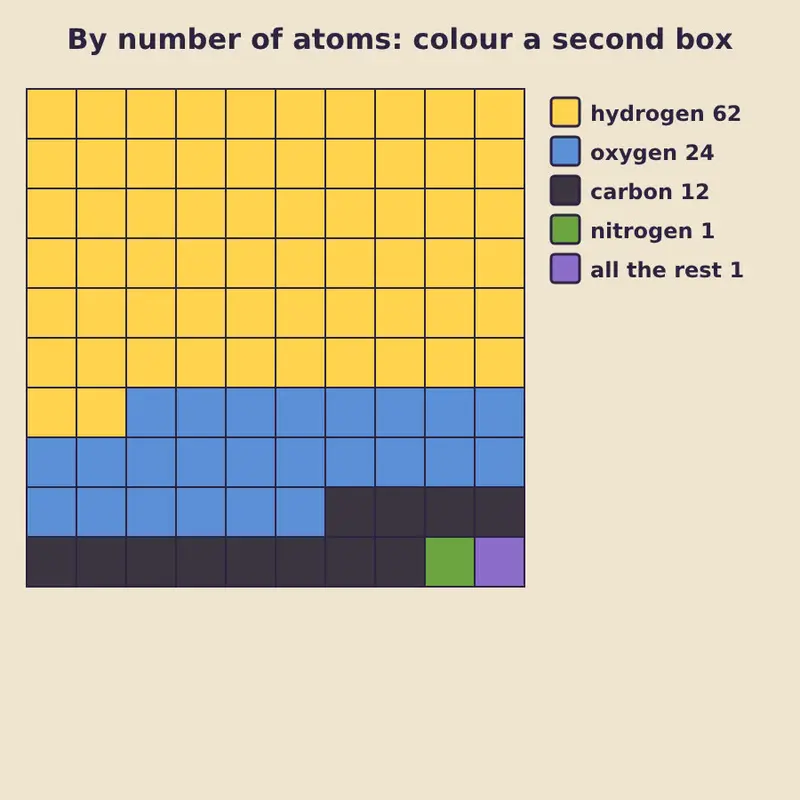 By number of atoms: colour a second box
hydrogen 62
oxygen 24
carbon 12
nitrogen 1
all the rest 1